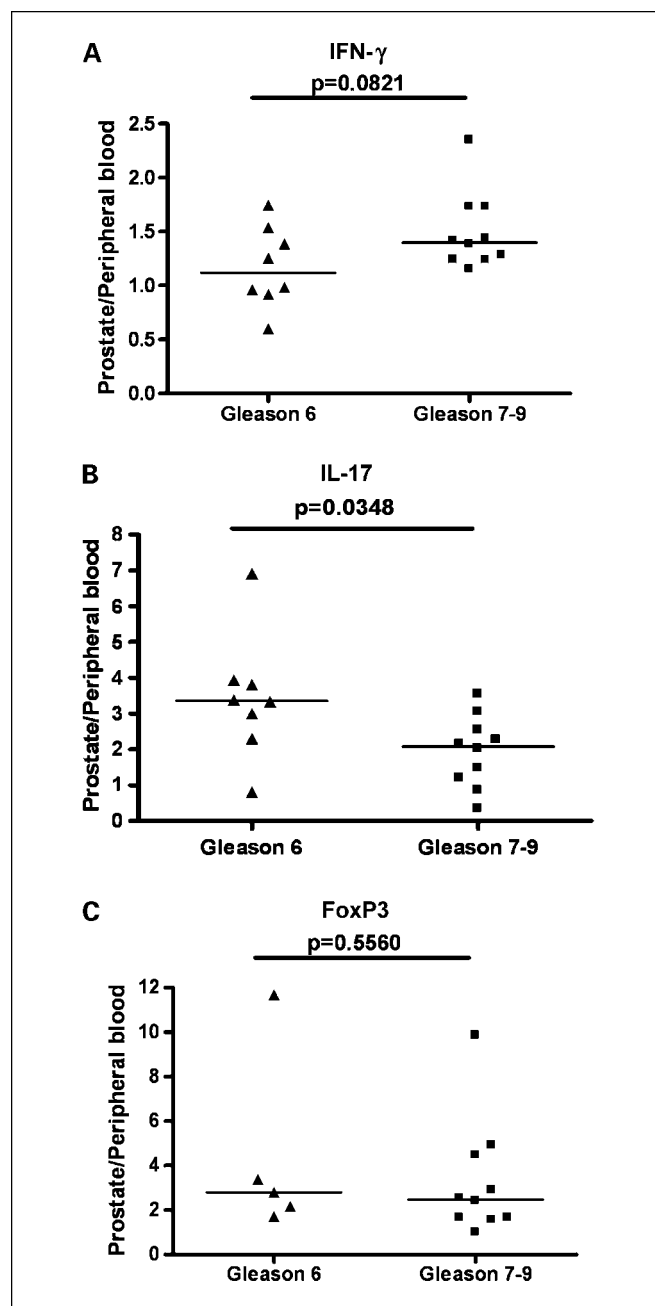 A
IFN-γ
p=0.0821
Prostate/Peripheral blood
2.5
2.0
1.5
1.0
0.5
0.0
Gleason 6 Gleason 7-9
B
IL-17
p=0.0348
Prostate/Peripheral blood
8
7
6
5
4
3
2
1
0
Gleason 6 Gleason 7-9
C
FoxP3
p=0.5560
Prostate/Peripheral blood
12
10
8
6
4
2
0
Gleason 6 Gleason 7-9